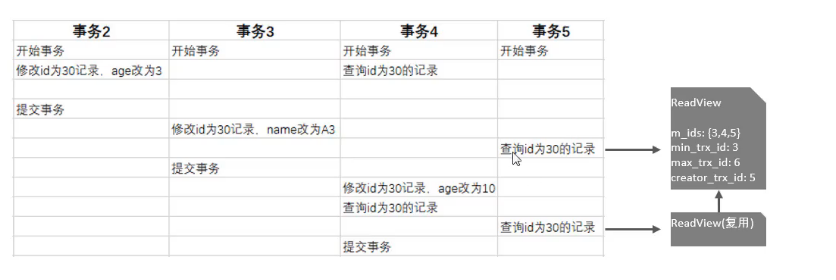 事务2 事务3 事务4 事务5
开始事务 开始事务 开始事务 开始事务
修改id为30记录，age改为3 查询id为30的记录
提交事务
修改id为30记录，name改为A3
查询id为30的记录
提交事务
修改id为30记录，age改为10
查询id为30的记录
查询id为30的记录
提交事务
ReadView
m_ids: {3,4,5}
min_trx_id: 3
max_trx_id: 6
creator_trx_id: 5
ReadView(复用)